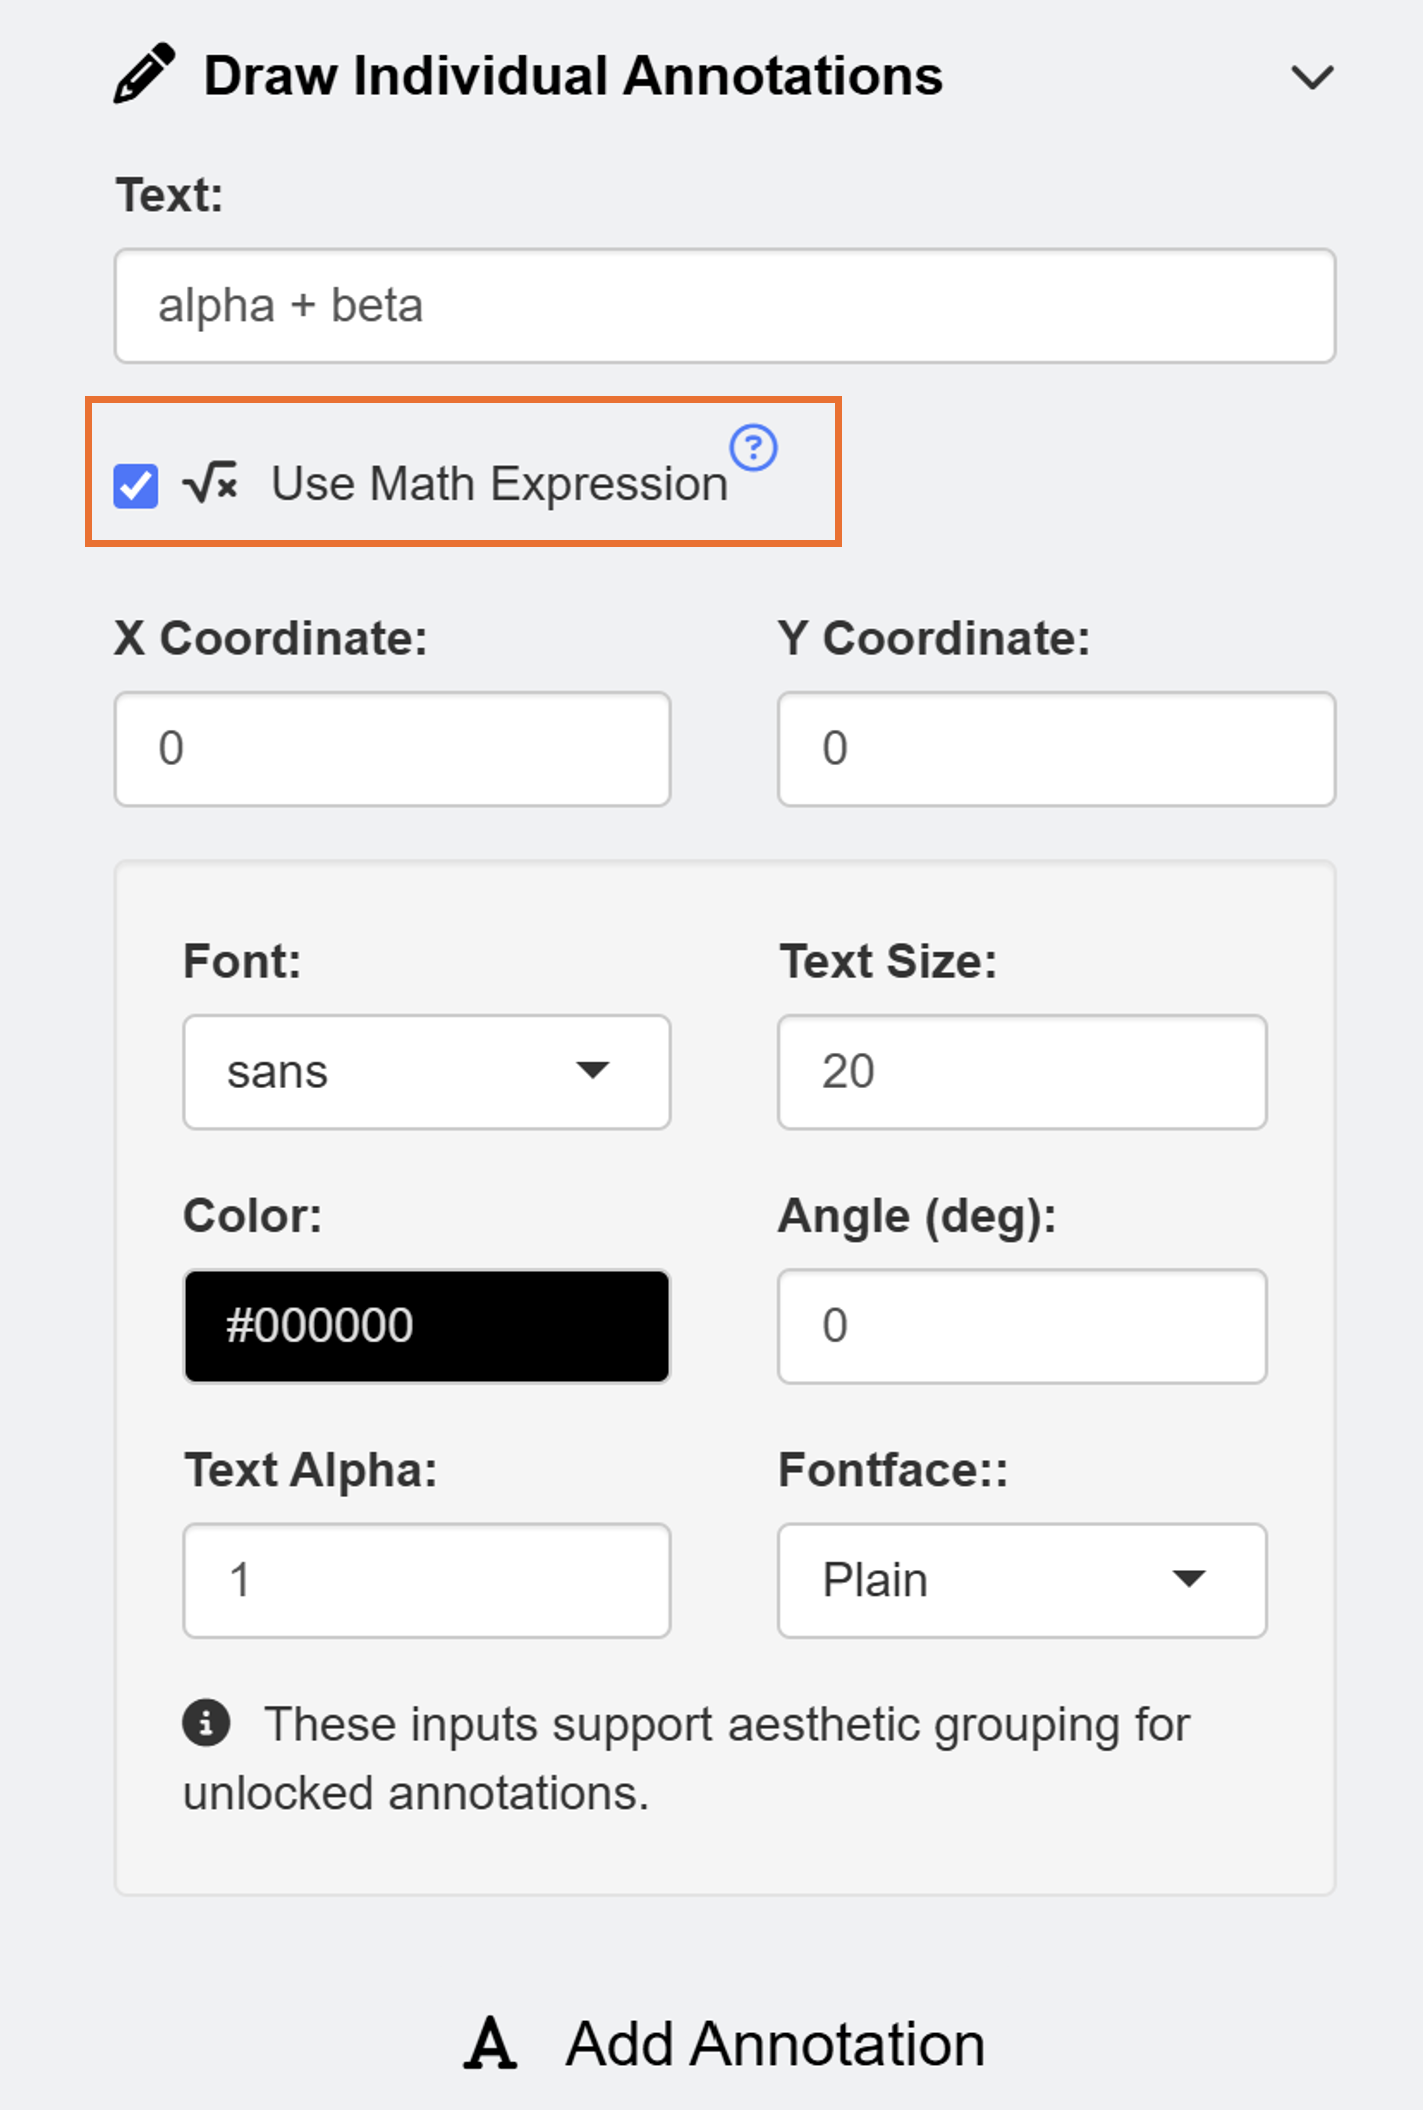 Draw Individual Annotations
Text:
alpha + beta
√x Use Math Expression ?
X Coordinate: Y Coordinate:
0 0
Font: Text Size:
sans 20
Color: Angle (deg):
#000000 0
Text Alpha: Fontface::
1 Plain
These inputs support aesthetic grouping for
unlocked annotations.
A Add Annotation